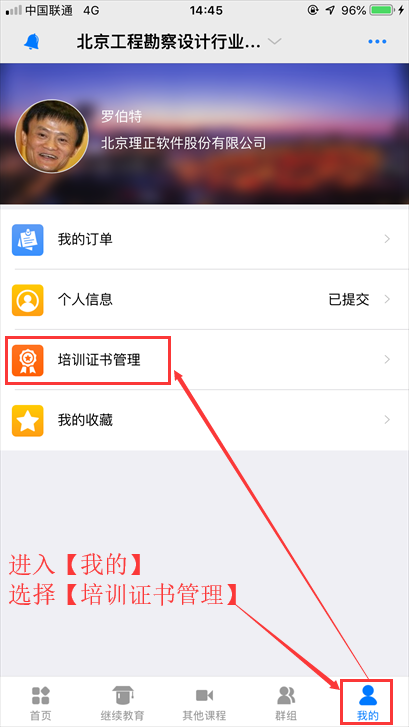 中国联通 4G 14:45 96%
北京工程勘察设计行业...
罗伯特
北京理正软件股份有限公司
我的订单
个人信息 已提交
培训证书管理
我的收藏
进入【我的】
选择【培训证书管理】
首页 继续教育 其他课程 群组 我的